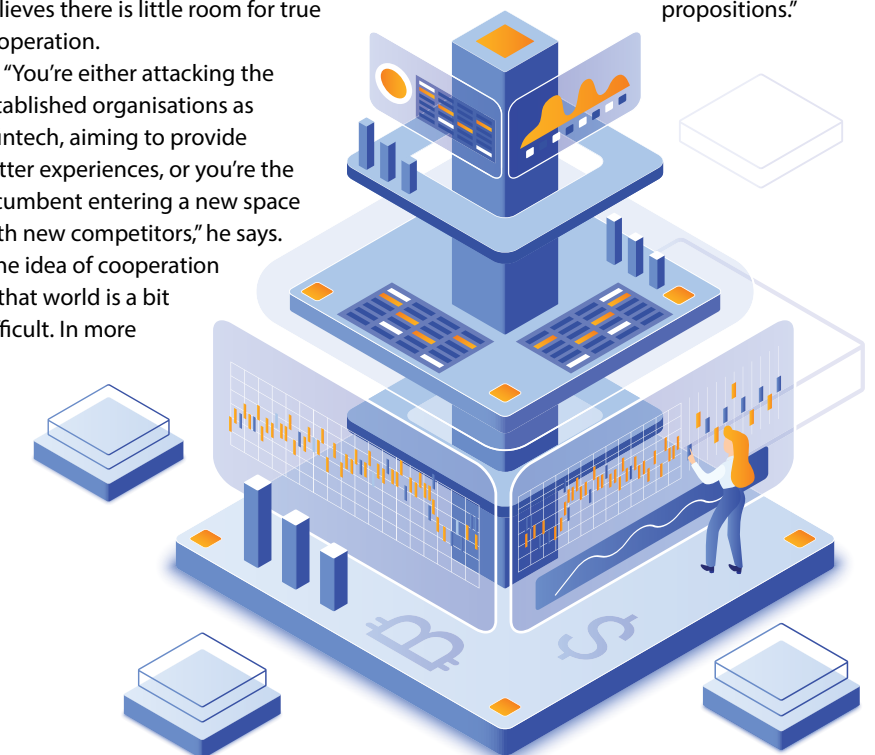 lieves there is little room for true
operation.
“You’re either attacking the
tablished organisations as
aiming to provide
tter experiences, or you’re the
cumbent entering a new space
th new competitors,” he says.
he idea of cooperation
that world is a bit
ficult. In more
propositions.”
₿
$